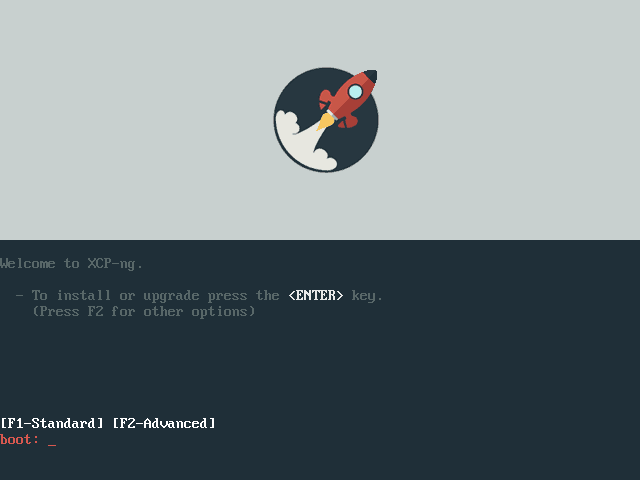 Welcome to XCP-ng.
- To install or upgrade press the <ENTER> key.
(Press F2 for other options)
[F1-Standard] [F2-Advanced]
boot: _